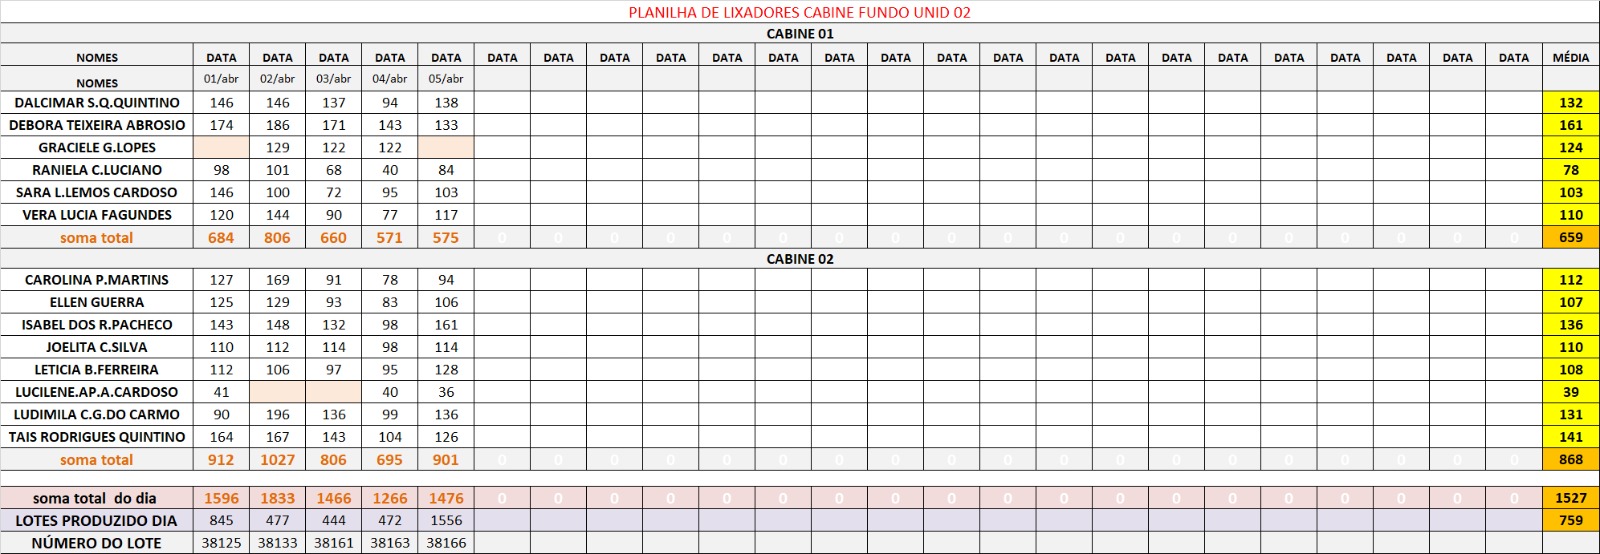 PLANILHA DE LIXADORES CABINE FUNDO UNID 02
CABINE 01
NOMES DATA DATA DATA DATA DATA DATA DATA DATA DATA DATA DATA DATA DATA DATA DATA DATA DATA DATA DATA DATA DATA DATA DATA DATA MÉDIA
NOMES 01/abr 02/abr 03/abr 04/abr 05/abr
DALCIMAR S.Q.QUINTINO 146 146 137 94 138 132
DEBORA TEIXEIRA ABROSIO 174 186 171 143 133 161
GRACIELE G.LOPES 129 122 122 124
RANIELA C.LUCIANO 98 101 68 40 84 78
SARA L.LEMOS CARDOSO 146 100 72 95 103 103
VERA LUCIA FAGUNDES 120 144 90 77 117 110
soma total 684 806 660 571 575 0 0 0 0 0 0 0 0 0 0 0 0 0 0 0 0 0 0 0 659
CABINE 02
CAROLINA P.MARTINS 127 169 91 78 94 112
ELLEN GUERRA 125 129 93 83 106 107
ISABEL DOS R.PACHECO 143 148 132 98 161 136
JOELITA C.SILVA 110 112 114 98 114 110
LETICIA B.FERREIRA 112 106 97 95 128 108
LUCILENE.AP.A.CARDOSO 41 40 36 39
LUDIMILA C.G.DO CARMO 90 196 136 99 136 131
TAIS RODRIGUES QUINTINO 164 167 143 104 126 141
soma total 912 1027 806 695 901 0 0 0 0 0 0 0 0 0 0 0 0 0 0 0 0 0 0 0 868
soma total do dia 1596 1833 1466 1266 1476 0 0 0 0 0 0 0 0 0 0 0 0 0 0 0 0 0 0 0 1527
LOTES PRODUZIDO DIA 845 477 444 472 1556 759
NÚMERO DO LOTE 38125 38133 38161 38163 38166